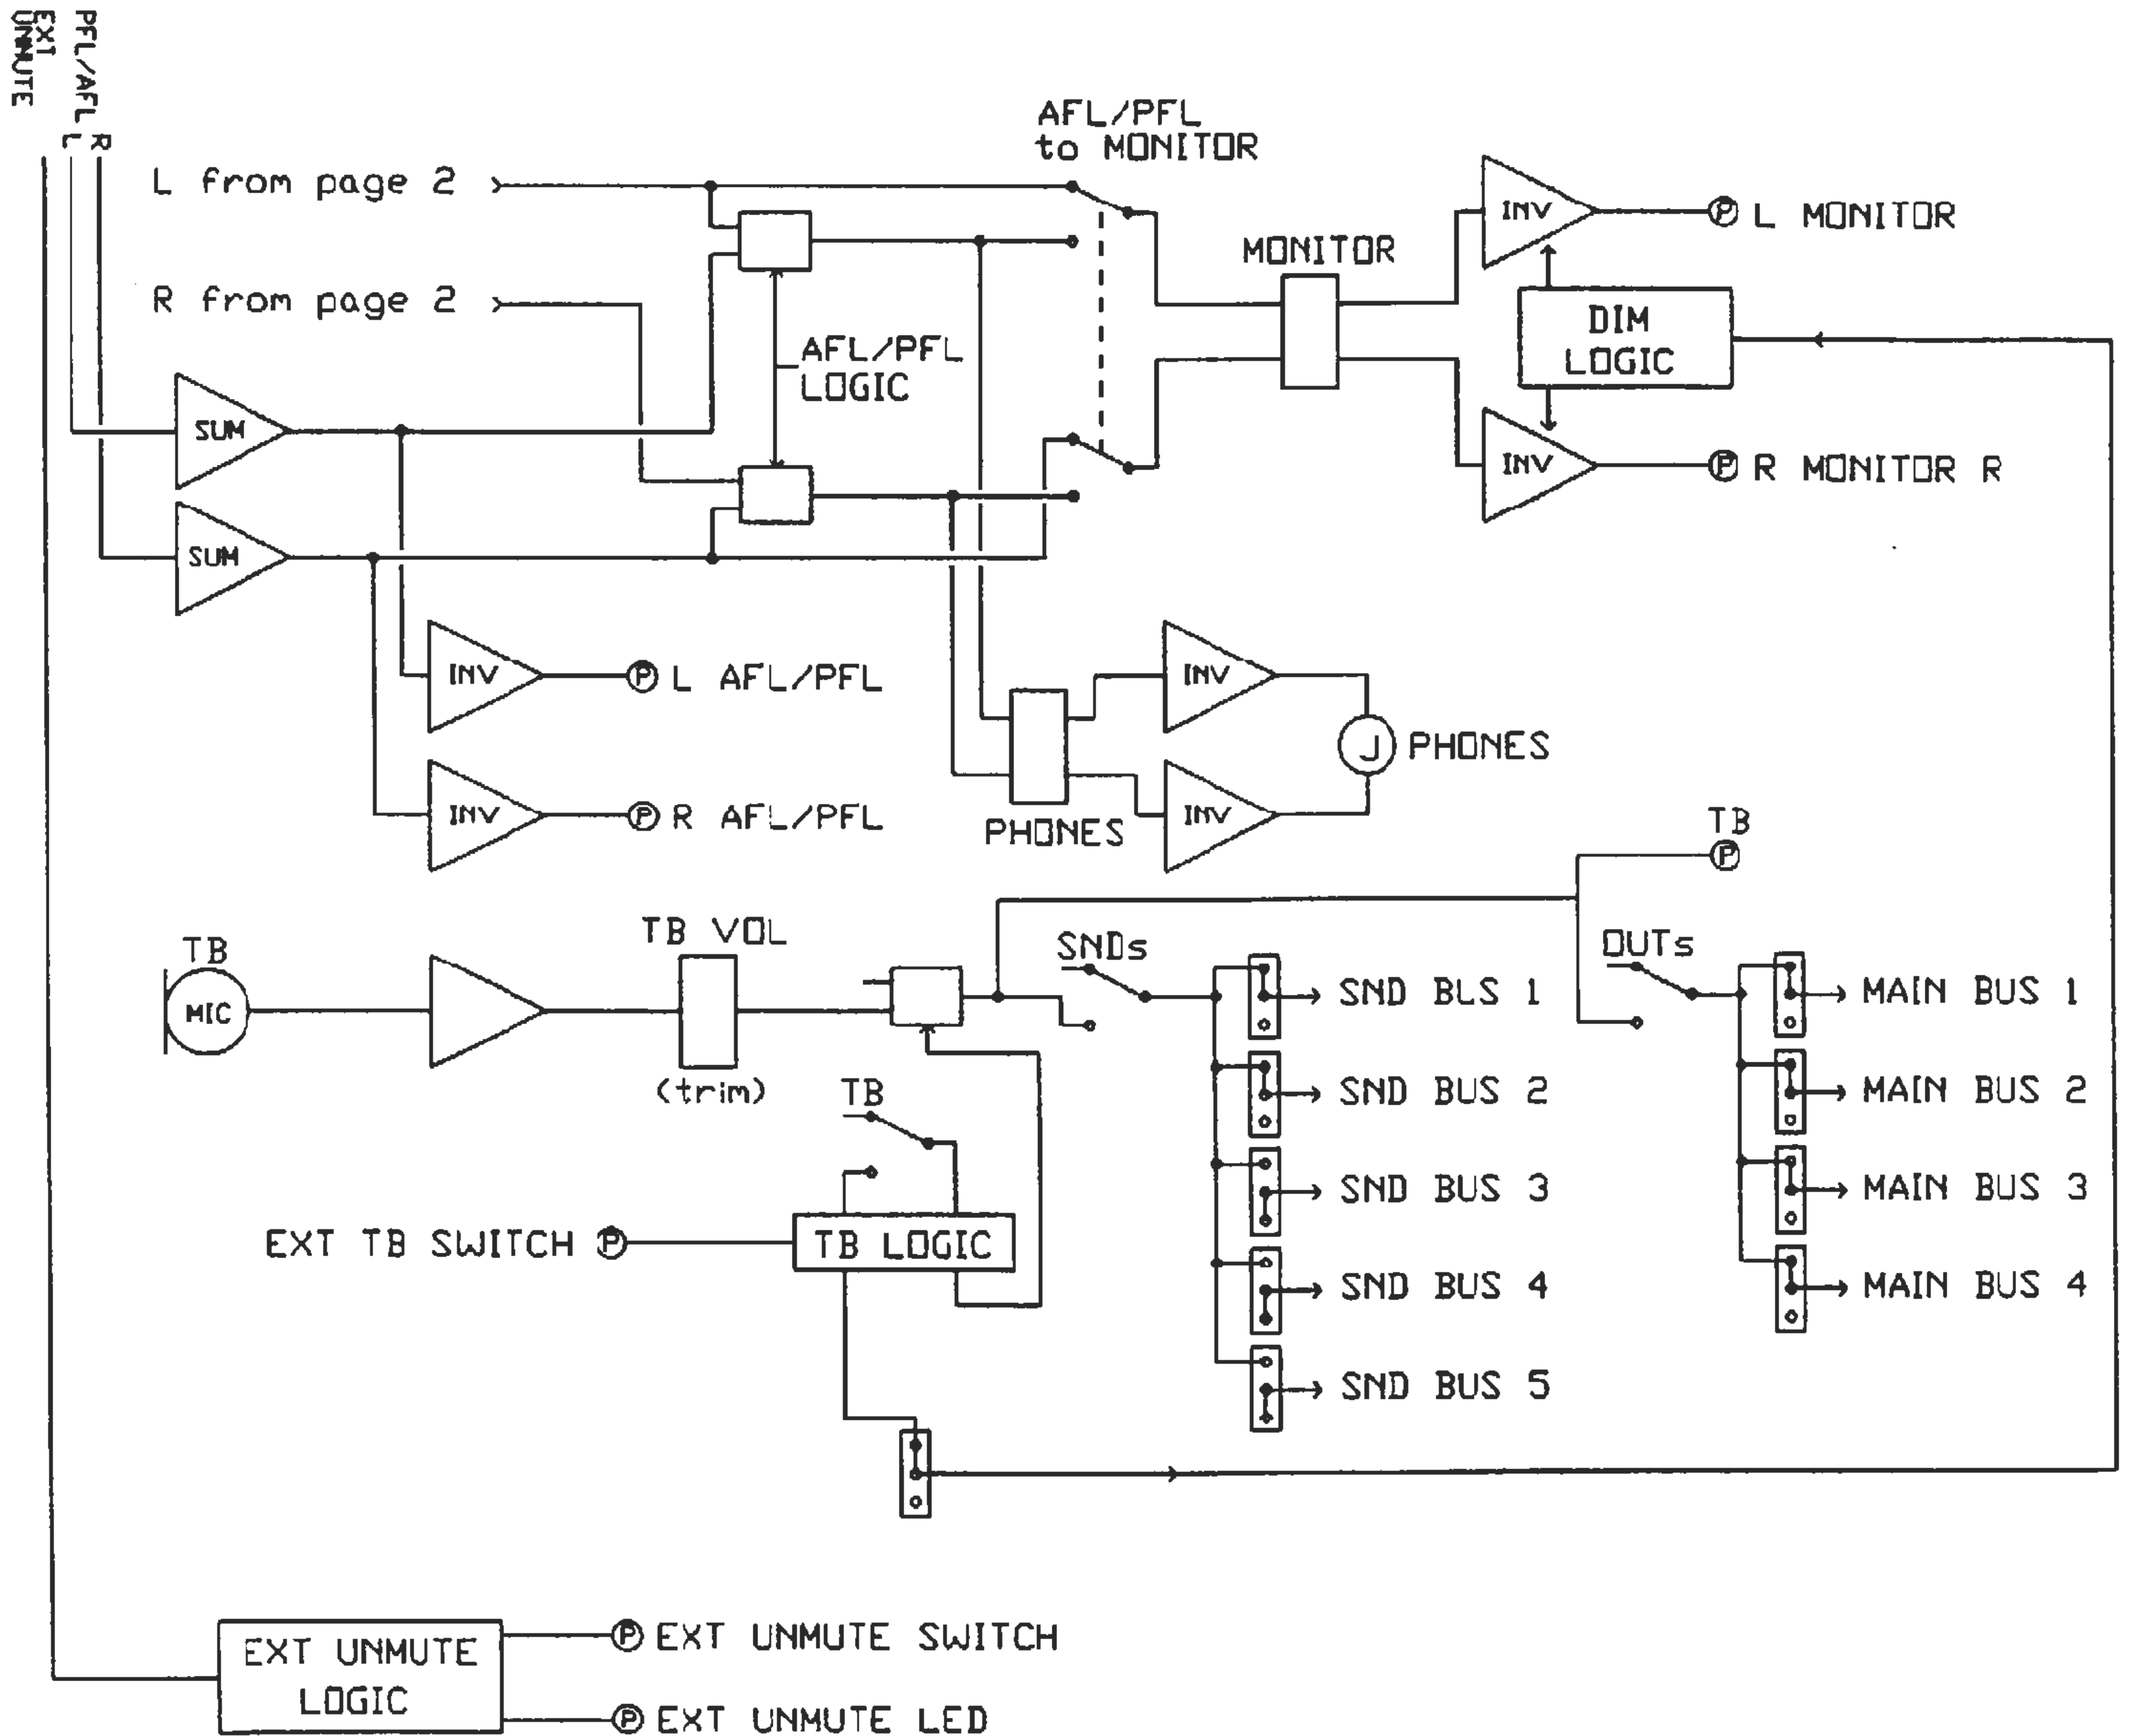 PFL/AFL
EXT
UNMUTE
L
R
AFL/PFL
to MONITOR
L from page 2
R from page 2
INV
P L MONITOR
MONITOR
DIM
LOGIC
AFL/PFL
LOGIC
SUM
INV
P R MONITOR R
SUM
INV
P L AFL/PFL
INV
J PHONES
INV
P R AFL/PFL
PHONES
INV
TB
P
TB
MIC
TB VOL
(trim)
SNDs
OUTs
SND BLS 1
SND BUS 2
SND BUS 3
SND BUS 4
SND BUS 5
MAIN BUS 1
MAIN BUS 2
MAIN BUS 3
MAIN BUS 4
TB
EXT TB SWITCH P
TB LOGIC
EXT UNMUTE
LOGIC
P EXT UNMUTE SWITCH
P EXT UNMUTE LED